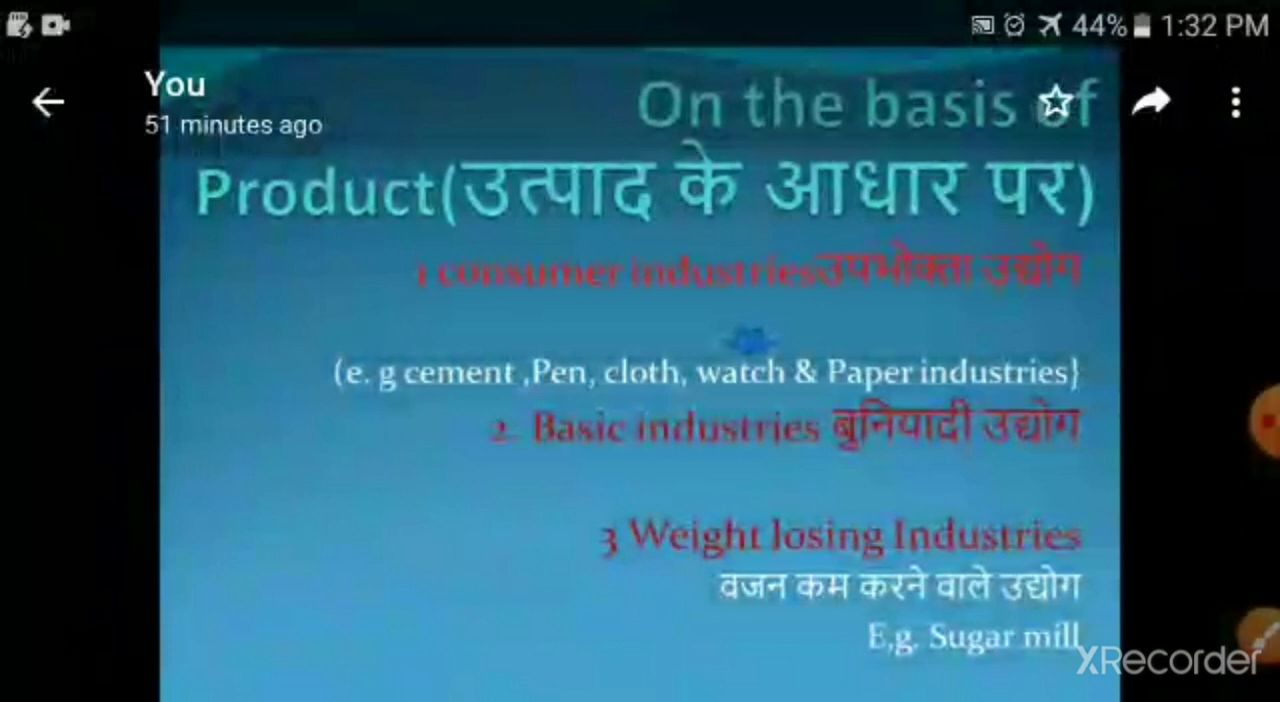 44% 1:32 PM
You
51 minutes ago
On the basis of
Product(उत्पाद के आधार पर)
1 consumer industriesउपभोक्ता उद्योग
(e. g cement ,Pen, cloth, watch & Paper industries}
2. Basic industries बुनियादी उद्योग
3 Weight losing Industries
वजन कम करने वाले उद्योग
E,g. Sugar mill
XRecorder